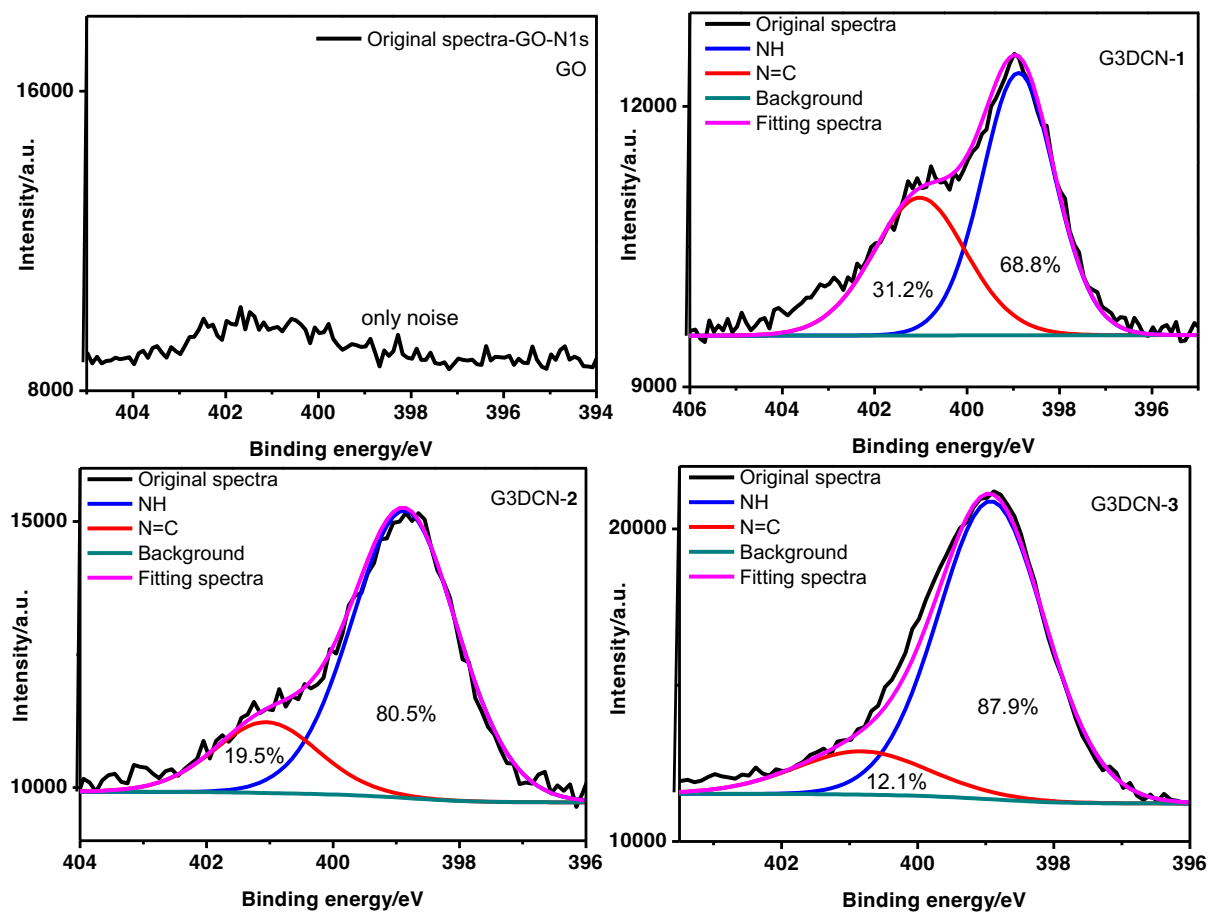 Original spectra-GO-N1s
GO
16000
only noise
8000
404 402 400 398 396 394
Binding energy/eV
Intensity/a.u.
Original spectra
NH
N=C
Background
Fitting spectra
G3DCN-1
12000
31.2%
68.8%
9000
406 404 402 400 398 396
Binding energy/eV
Intensity/a.u.
Original spectra
NH
N=C
Background
Fitting spectra
G3DCN-2
15000
80.5%
19.5%
10000
404 402 400 398 396
Binding energy/eV
Intensity/a.u.
Original spectra
NH
N=C
Background
Fitting spectra
G3DCN-3
20000
87.9%
12.1%
10000
402 400 398 396
Binding energy/eV
Intensity/a.u.